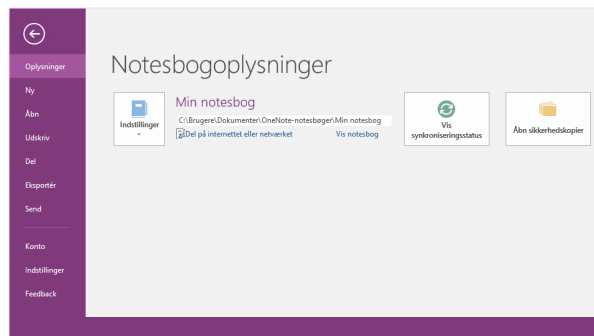 Notesbogoplysninger
Oplysninger
Ny
Åbn
Udskriv
Del
Eksportér
Send
Konto
Indstillinger
Feedback
Indstillinger
Min notesbog
C:\Brugere\Dokumenter\OneNote-notesbøger\Min notesbog
Del på internettet eller netværket
Vis notesbog
Vis
synkroniseringsstatus
Åbn sikkerhedskopier